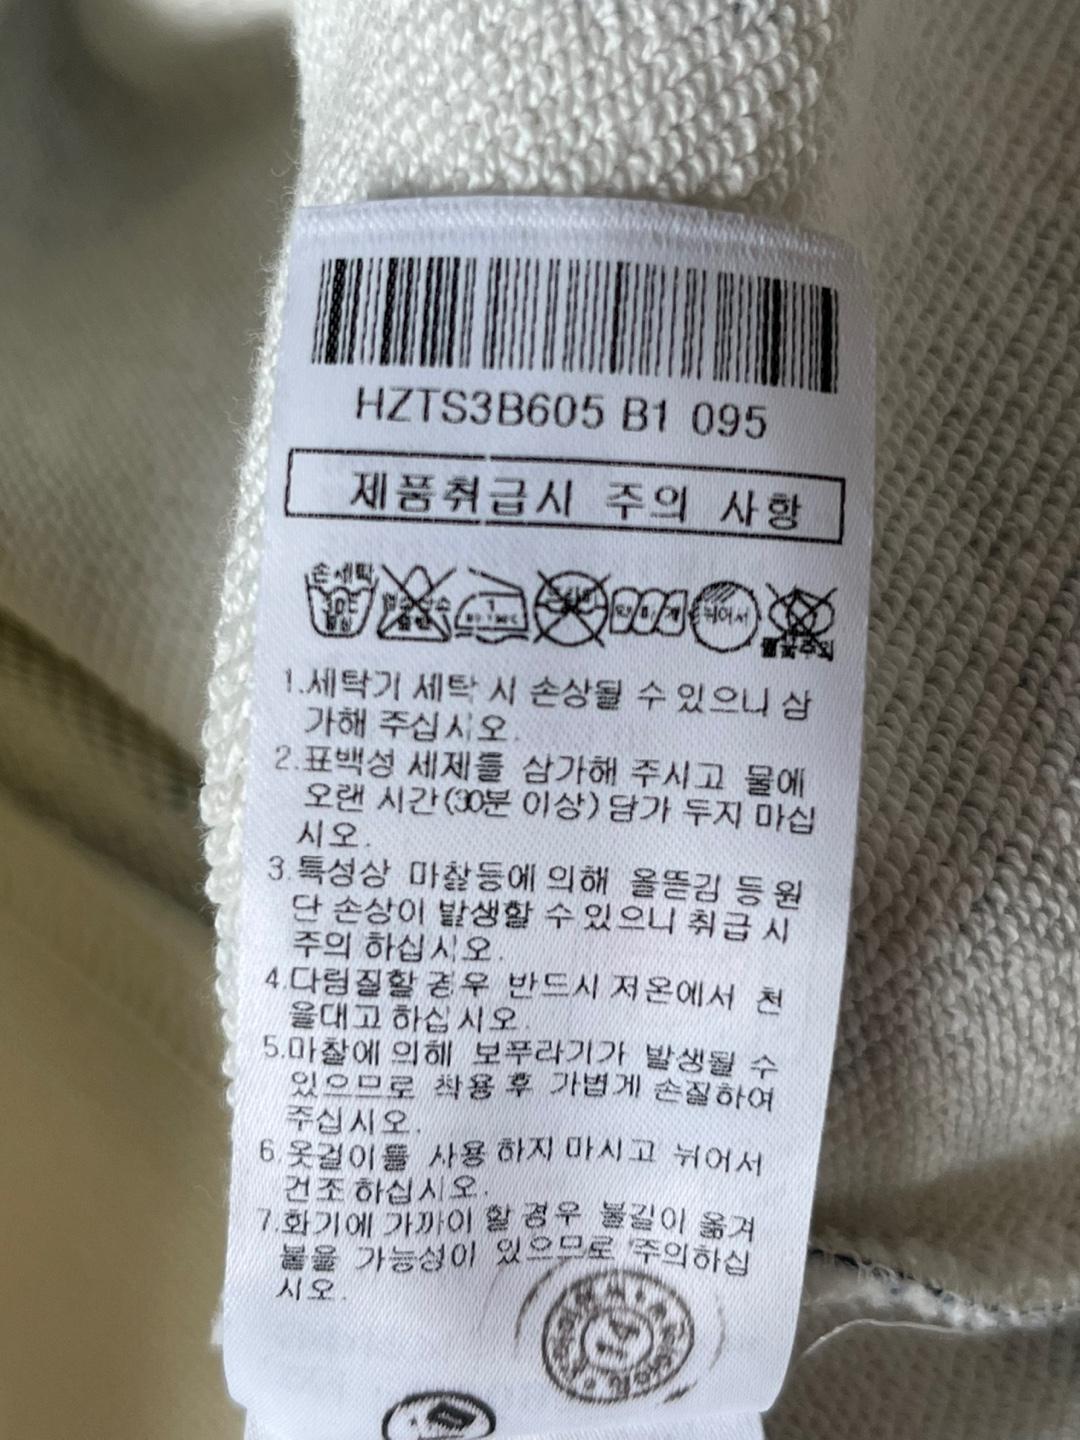 HZTS3B605 B1 095
제품취급시 주의 사항
손세탁
뉘어서
1.세탁기 세탁 시 손상될 수 있으니 삼
가해 주십시오.
2.표백성 세제를 삼가해 주시고 물에
오랜 시간(30분 이상) 담가 두지 마십
시오.
3.특성상 마찰등에 의해 올뜯김 등 원
단 손상이 발생할 수 있으니 취급 시
주의 하십시오.
4.다림질할 경우 반드시 저온에서 천
을대고 하십시오.
5.마찰에 의해 보푸라기가 발생될 수
있으므로 착용 후 가볍게 손질하여
주십시오.
6.옷걸이를 사용 하지 마시고 뉘어서
건조 하십시오.
7.화기에 가까이 할 경우 불길이 옮겨
붙을 가능성이 있으므로 주의하십
시오.
14